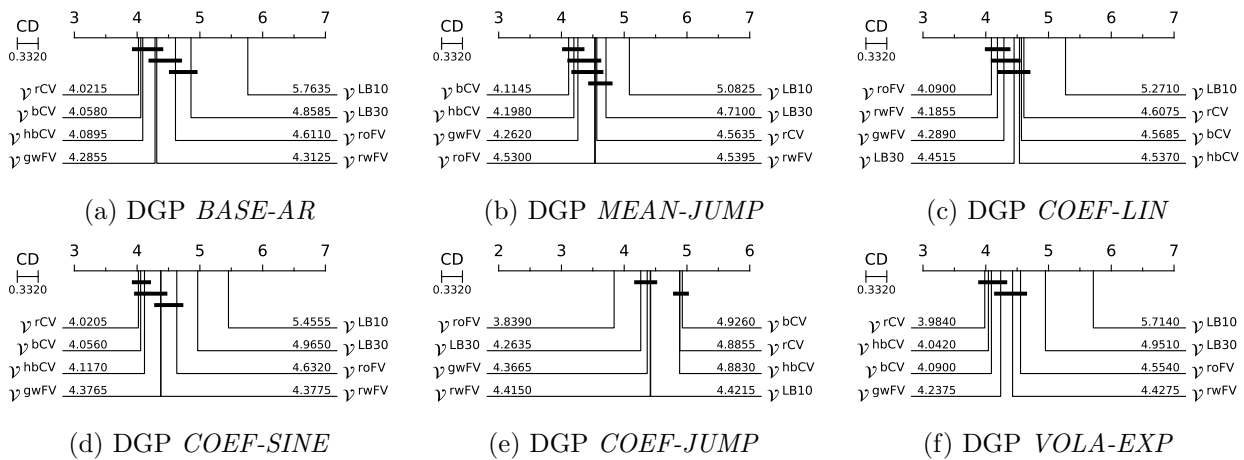 3 4 5 6 7
CD
0.3320
𝒱 rCV 4.0215 5.7635 𝒱 LB10
𝒱 bCV 4.0580 4.8585 𝒱 LB30
𝒱 hbCV 4.0895 4.6110 𝒱 roFV
𝒱 gwFV 4.2855 4.3125 𝒱 rwFV
(a) DGP BASE-AR
3 4 5 6 7
CD
0.3320
𝒱 bCV 4.1145 5.0825 𝒱 LB10
𝒱 hbCV 4.1980 4.7100 𝒱 LB30
𝒱 gwFV 4.2620 4.5635 𝒱 rCV
𝒱 roFV 4.5300 4.5395 𝒱 rwFV
(b) DGP MEAN-JUMP
3 4 5 6 7
CD
0.3320
𝒱 roFV 4.0900 5.2710 𝒱 LB10
𝒱 rwFV 4.1855 4.6075 𝒱 rCV
𝒱 gwFV 4.2890 4.5685 𝒱 bCV
𝒱 LB30 4.4515 4.5370 𝒱 hbCV
(c) DGP COEF-LIN
3 4 5 6 7
CD
0.3320
𝒱 rCV 4.0205 5.4555 𝒱 LB10
𝒱 bCV 4.0560 4.9650 𝒱 LB30
𝒱 hbCV 4.1170 4.6320 𝒱 roFV
𝒱 gwFV 4.3765 4.3775 𝒱 rwFV
(d) DGP COEF-SINE
2 3 4 5 6
CD
0.3320
𝒱 roFV 3.8390 4.9260 𝒱 bCV
𝒱 LB30 4.2635 4.8855 𝒱 rCV
𝒱 gwFV 4.3665 4.8830 𝒱 hbCV
𝒱 rwFV 4.4150 4.4215 𝒱 LB10
(e) DGP COEF-JUMP
3 4 5 6 7
CD
0.3320
𝒱 rCV 3.9840 5.7140 𝒱 LB10
𝒱 hbCV 4.0420 4.9510 𝒱 LB30
𝒱 bCV 4.0900 4.5540 𝒱 roFV
𝒱 gwFV 4.2375 4.4275 𝒱 rwFV
(f) DGP VOLA-EXP